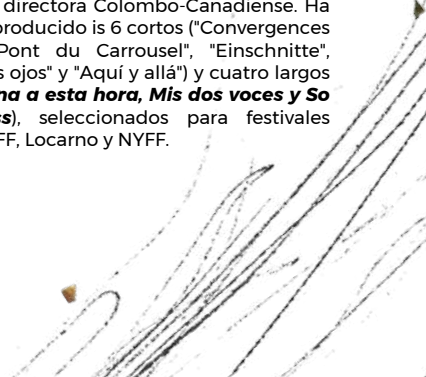 directora Colombo-Canadiense. Ha
producido is 6 cortos ("Convergences
Pont du Carrousel", "Einschnitte",
s ojos" y "Aquí y allá") y cuatro largos
na a esta hora, Mis dos voces y So
ss), seleccionados para festivales
FF, Locarno y NYFF.